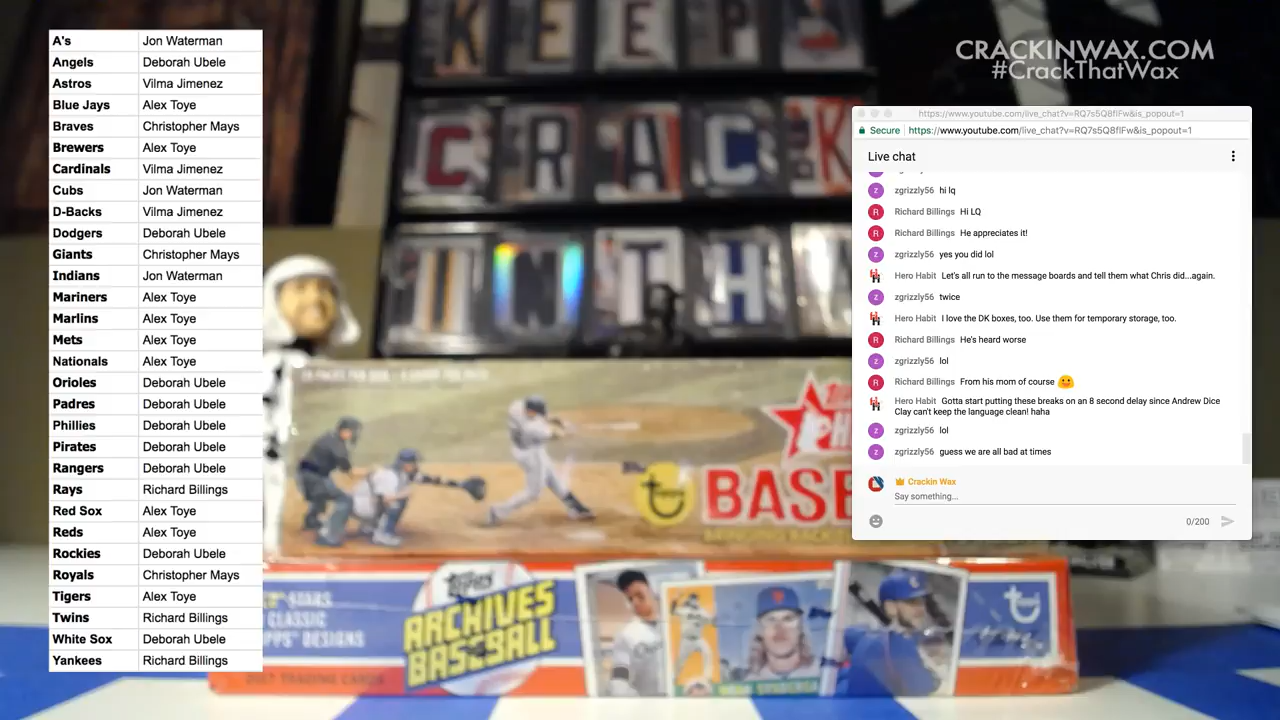 A's Jon Waterman
Angels Deborah Ubele
Astros Vilma Jimenez
Blue Jays Alex Toye
Braves Christopher Mays
Brewers Alex Toye
Cardinals Vilma Jimenez
Cubs Jon Waterman
D-Backs Vilma Jimenez
Dodgers Deborah Ubele
Giants Christopher Mays
Indians Jon Waterman
Mariners Alex Toye
Marlins Alex Toye
Mets Alex Toye
Nationals Alex Toye
Orioles Deborah Ubele
Padres Deborah Ubele
Phillies Deborah Ubele
Pirates Deborah Ubele
Rangers Deborah Ubele
Rays Richard Billings
Red Sox Alex Toye
Reds Alex Toye
Rockies Deborah Ubele
Royals Christopher Mays
Tigers Alex Toye
Twins Richard Billings
White Sox Deborah Ubele
Yankees Richard Billings
KEEP
CRACK
IN TH
BASE
Topps
ARCHIVES
BASEBALL
STARS
CLASSIC
DESIGNS
2017 TRADING CARDS
CRACKINWAX.COM
#CrackThatWax
https://www.youtube.com/live_chat?v=RQ7s5Q8fIFw&is_popout=1
Secure https://www.youtube.com/live_chat?v=RQ7s5Q8fIFw&is_popout=1
Live chat
z zgrizzly56 hi lq
R Richard Billings Hi LQ
R Richard Billings He appreciates it!
z zgrizzly56 yes you did lol
Hero Habit Let's all run to the message boards and tell them what Chris did...again.
z zgrizzly56 twice
Hero Habit I love the DK boxes, too. Use them for temporary storage, too.
R Richard Billings He's heard worse
z zgrizzly56 lol
R Richard Billings From his mom of course
Hero Habit Gotta start putting these breaks on an 8 second delay since Andrew Dice
Clay can't keep the language clean! haha
z zgrizzly56 lol
z zgrizzly56 guess we are all bad at times
Crackin Wax
Say something...
0/200